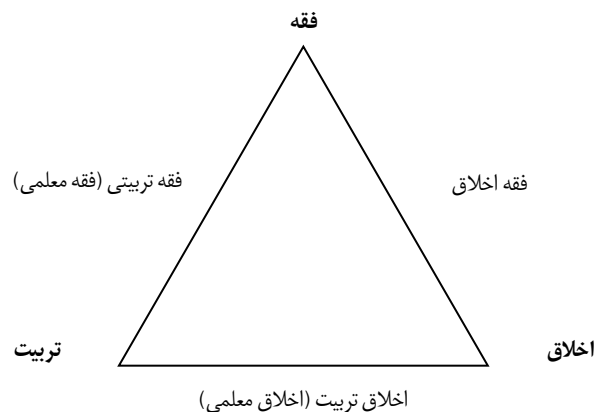 فقه
فقه اخلاق
فقه تربیتی (فقه معلمی)
اخلاق
تربیت
اخلاق تربیت (اخلاق معلمی)